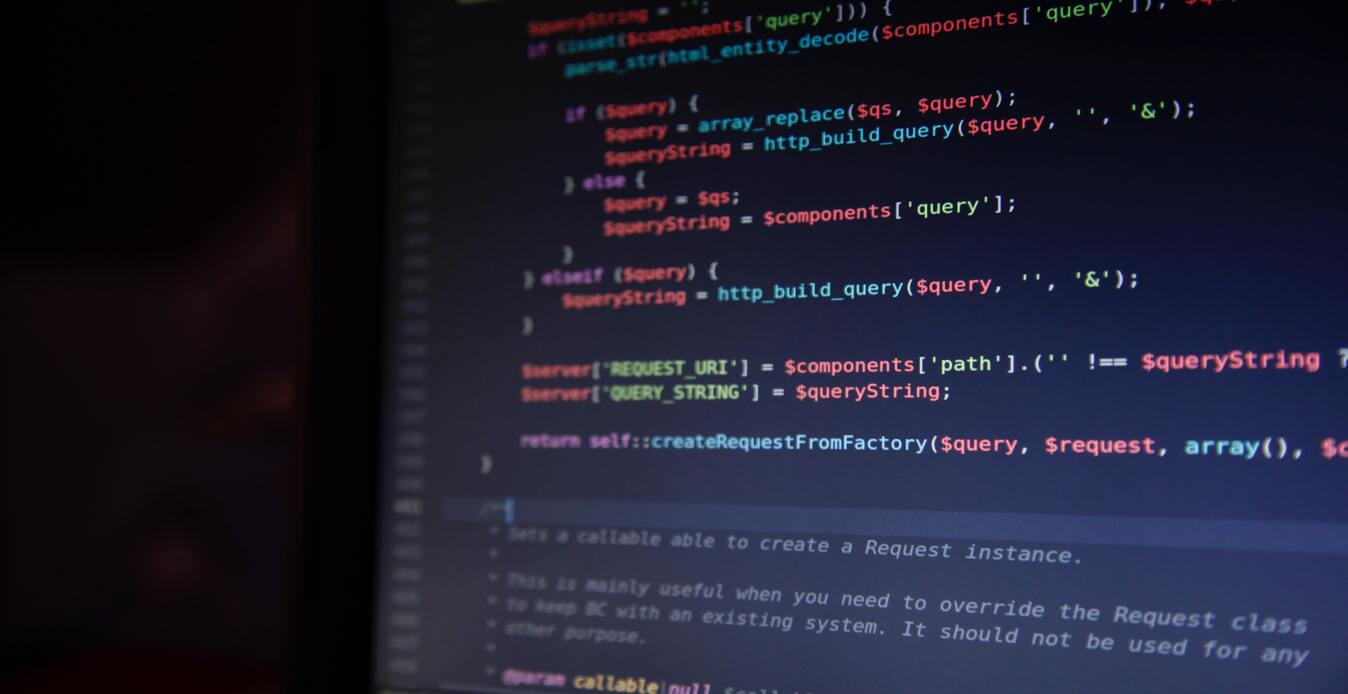 $queryString = '';
if (isset($components['query'])) {
parse_str(html_entity_decode($components['query']),
if ($query) {
$query = array_replace($qs, $query);
$queryString = http_build_query($query, '', '&');
} else {
$query = $qs;
$queryString = $components['query'];
}
} elseif ($query) {
$queryString = http_build_query($query, '', '&');
}
$server['REQUEST_URI'] = $components['path'].('' !== $queryString ?
$server['QUERY_STRING'] = $queryString;
return self::createRequestFromFactory($query, $request, array(), $c
}
/**
* Sets a callable able to create a Request instance.
*
* This is mainly useful when you need to override the Request class
* to keep BC with an existing system. It should not be used for any
* other purpose.
*
* @param callable|null